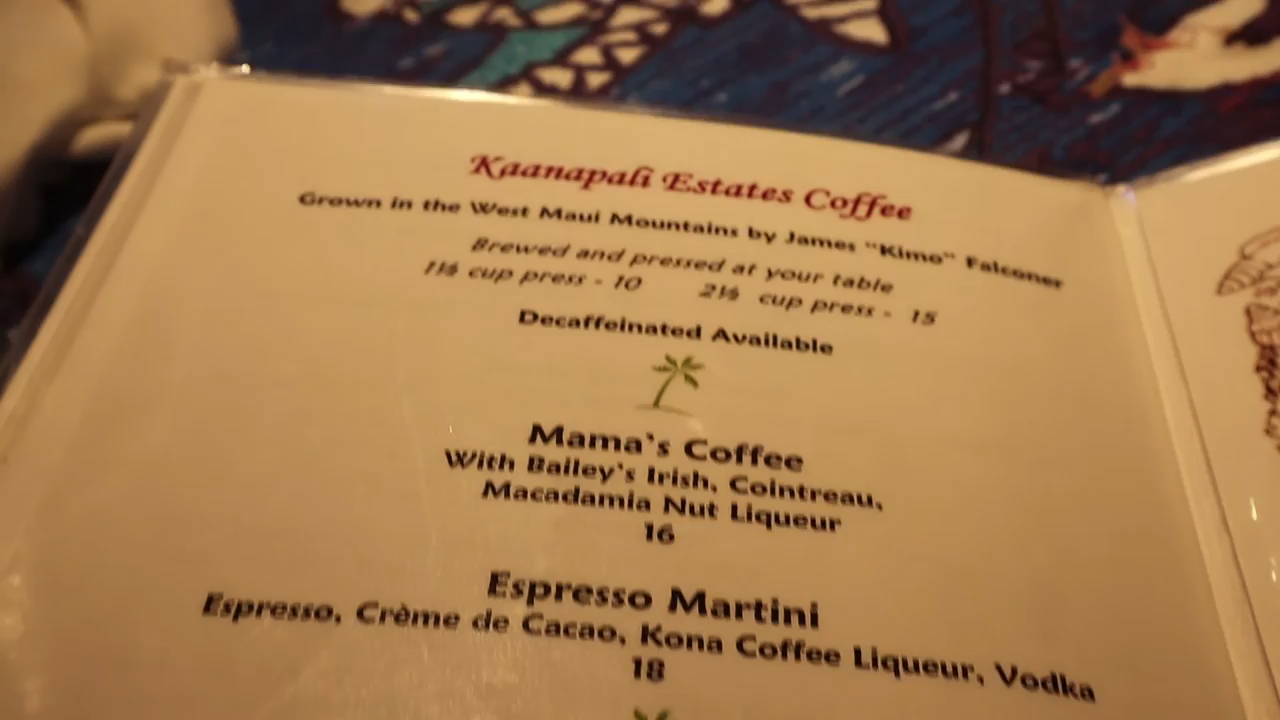 Kaanapali Estates Coffee
Grown in the West Maui Mountains by James "Kimo" Falconer
Brewed and pressed at your table
1½ cup press - 10 2½ cup press - 15
Decaffeinated Available
Mama's Coffee
With Bailey's Irish, Cointreau,
Macadamia Nut Liqueur
16
Espresso Martini
Espresso, Crème de Cacao, Kona Coffee Liqueur, Vodka
18